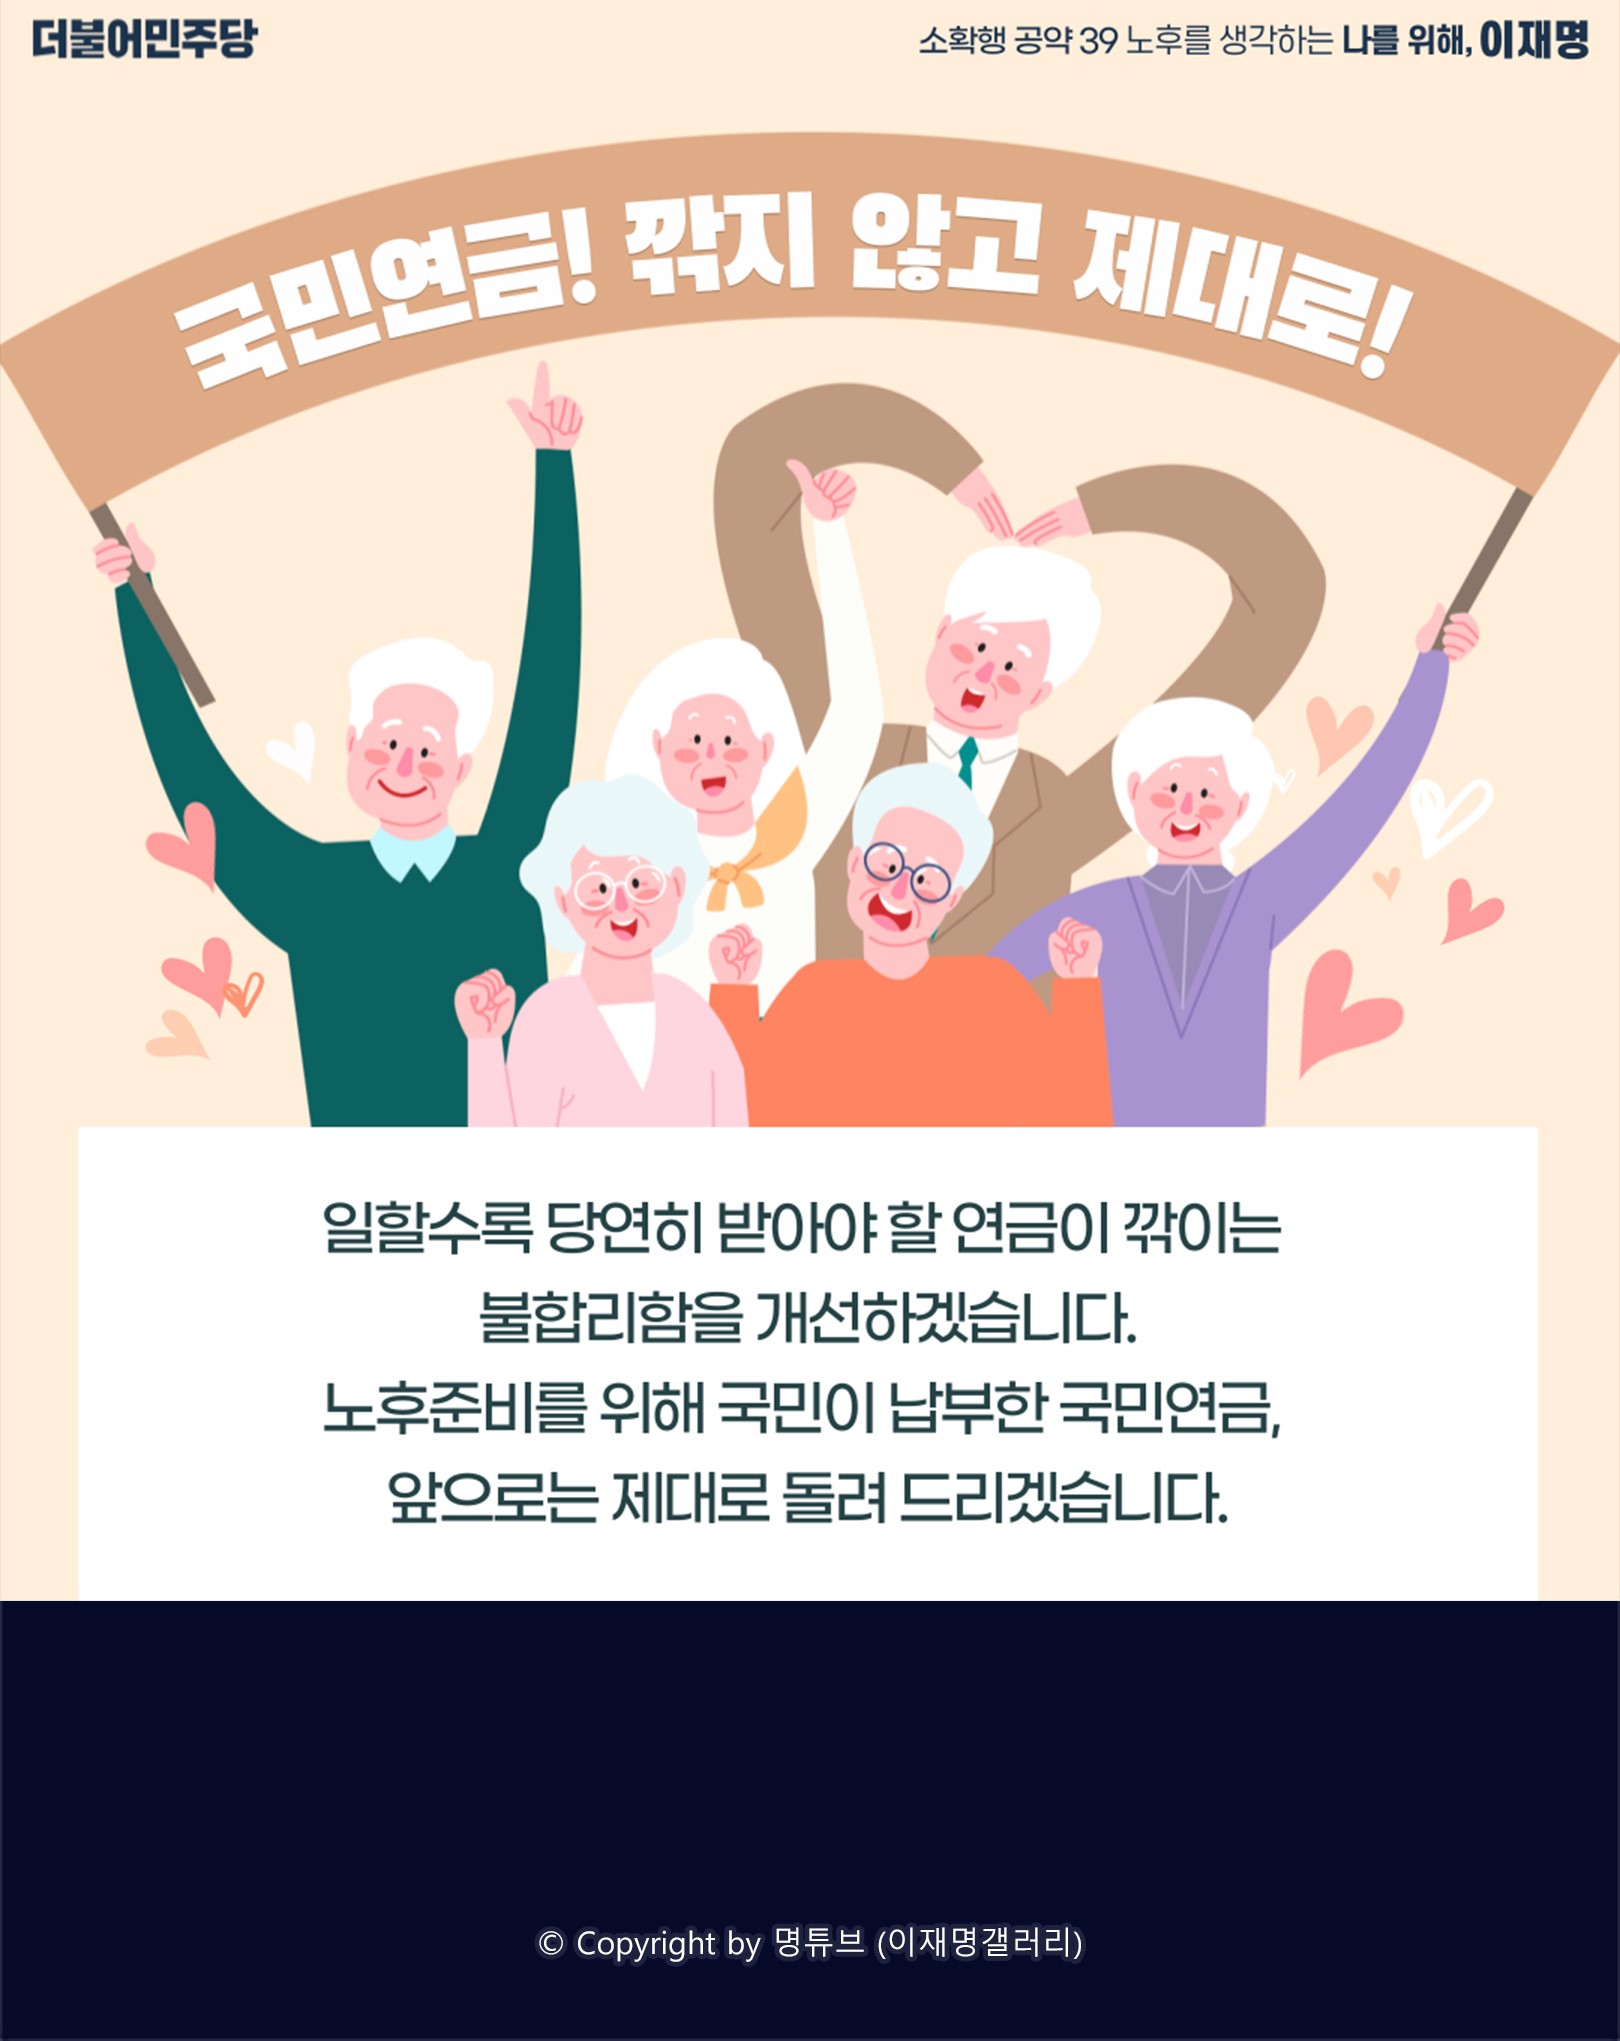 더불어민주당
소확행 공약 39 노후를 생각하는 나를 위해, 이재명
국민연금! 깎지 않고 제대로!
일할수록 당연히 받아야 할 연금이 깎이는
불합리함을 개선하겠습니다.
노후준비를 위해 국민이 납부한 국민연금,
앞으로는 제대로 돌려 드리겠습니다.
© Copyright by 명튜브 (이재명갤러리)